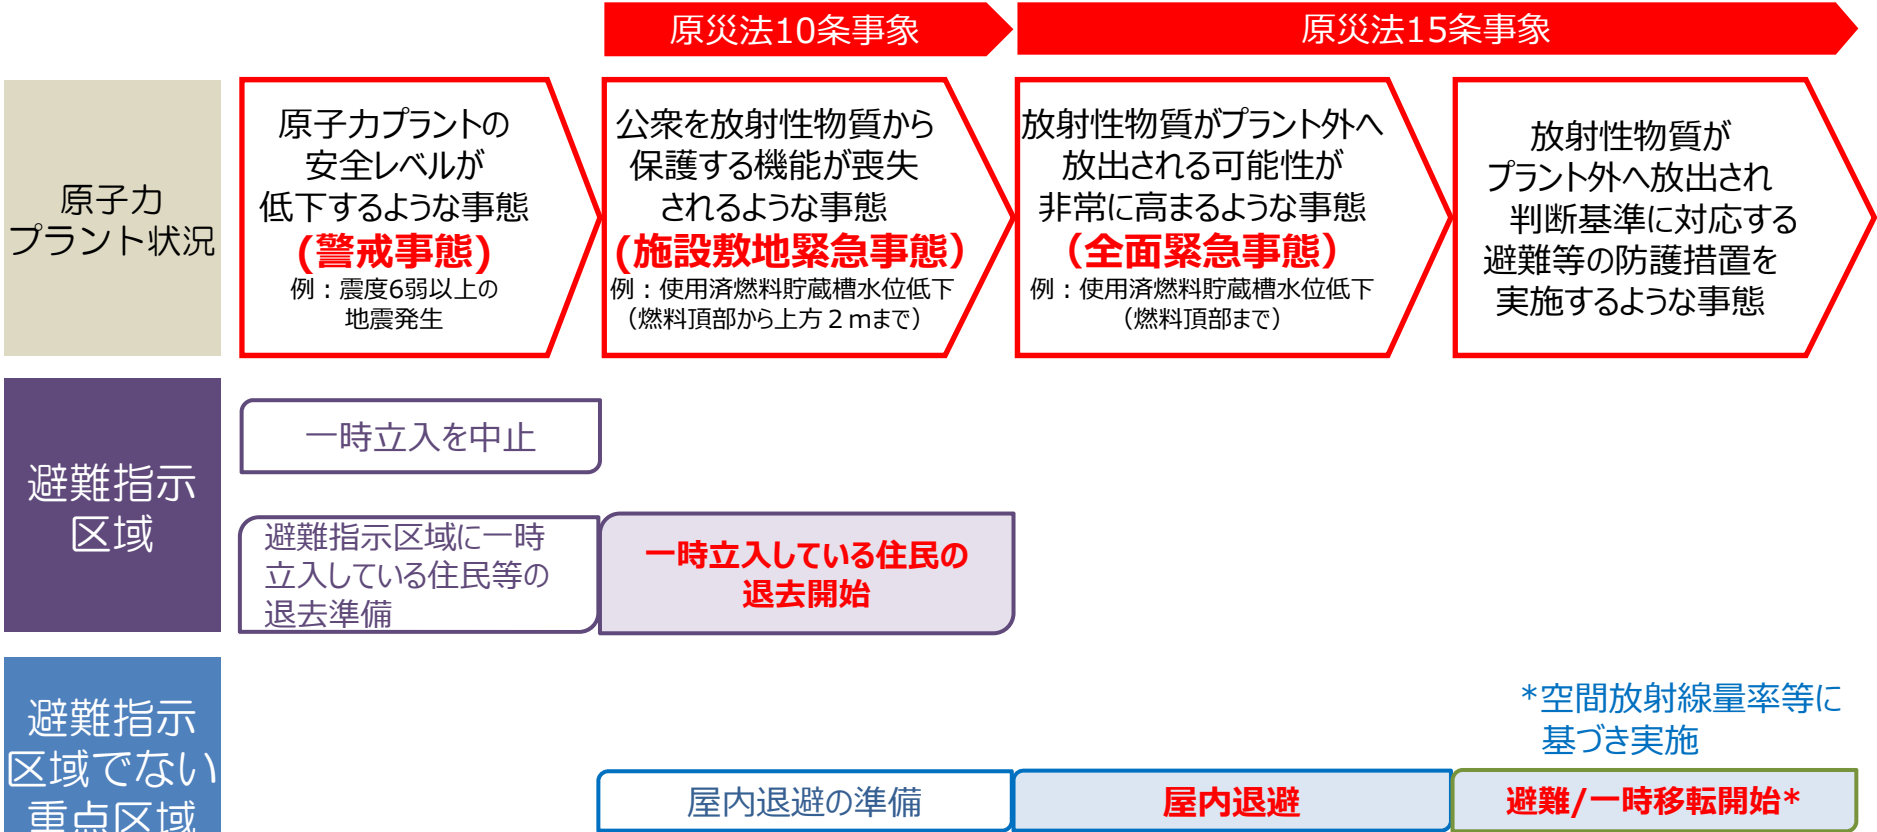 原災法10条事象
原災法15条事象
原子力
プラント状況
原子力プラントの
安全レベルが
低下するような事態
(警戒事態)
例：震度6弱以上の
地震発生
公衆を放射性物質から
保護する機能が喪失
されるような事態
(施設敷地緊急事態）
例：使用済燃料貯蔵槽水位低下
（燃料頂部から上方２ｍまで）
放射性物質がプラント外へ
放出される可能性が
非常に高まるような事態
（全面緊急事態）
例：使用済燃料貯蔵槽水位低下
（燃料頂部まで）
放射性物質が
プラント外へ放出され
判断基準に対応する
避難等の防護措置を
実施するような事態
避難指示
区域
一時立入を中止
避難指示区域に一時
立入している住民等の
退去準備
一時立入している住民の
退去開始
避難指示
区域でない
重点区域
*空間放射線量率等に
基づき実施
屋内退避の準備
屋内退避
避難/一時移転開始*